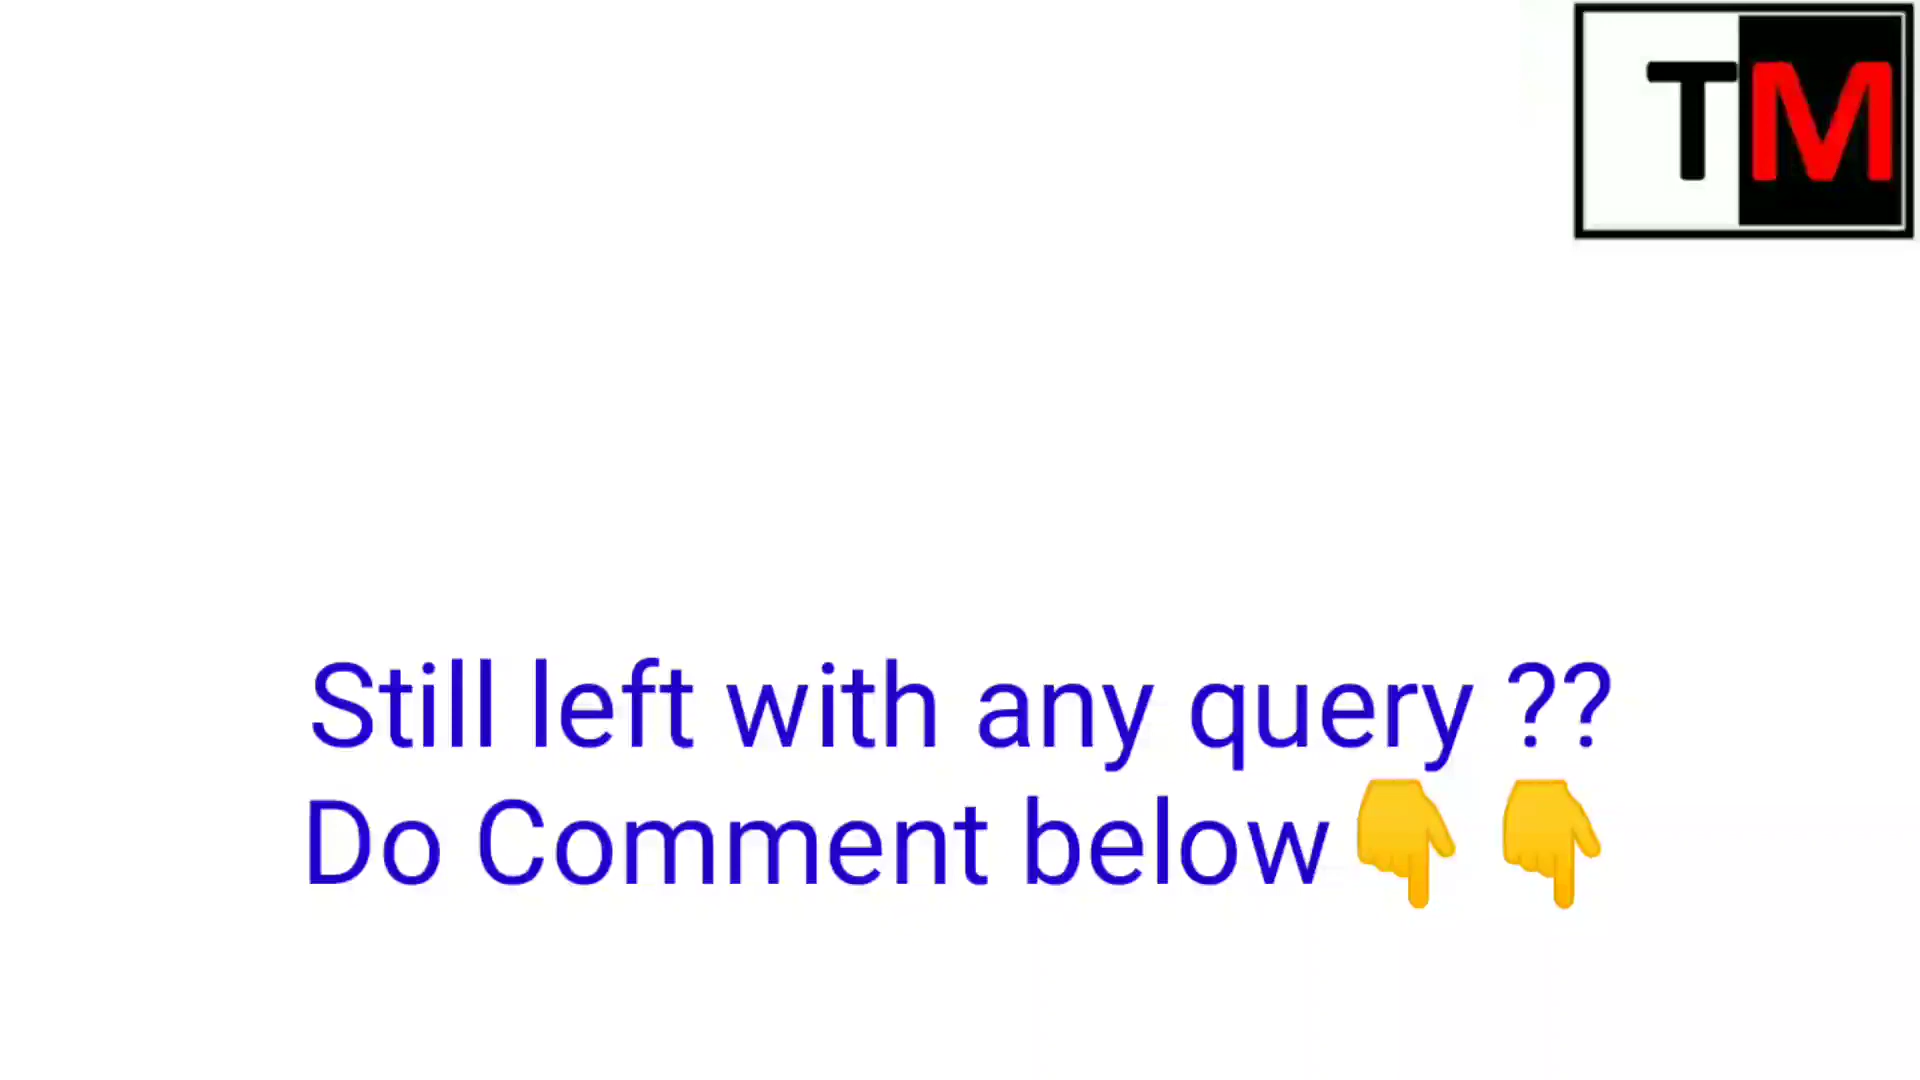 TM
Still left with any query ??
Do Comment below👇 👇